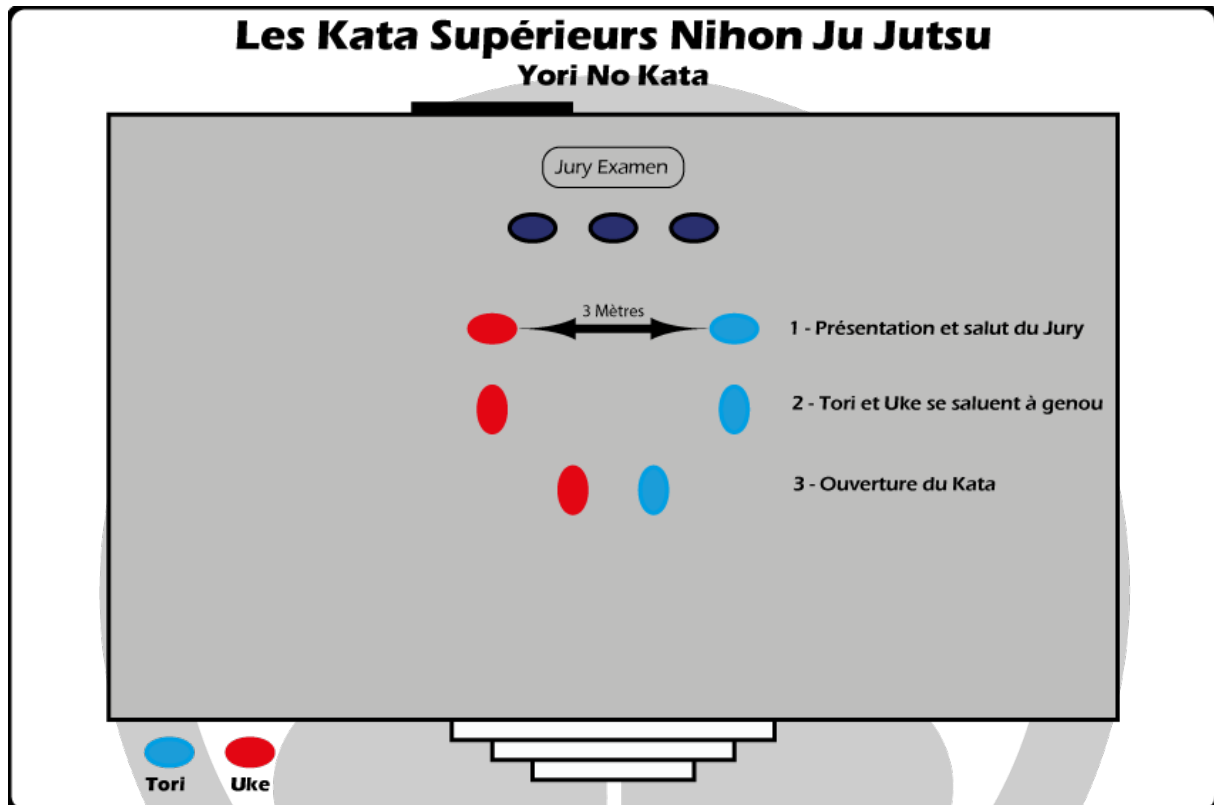 Les Kata Supérieurs Nihon Ju Jutsu
Yori No Kata
Jury Examen
3 Mètres
1 - Présentation et salut du Jury
2 - Tori et Uke se saluent à genou
3 - Ouverture du Kata
Tori
Uke